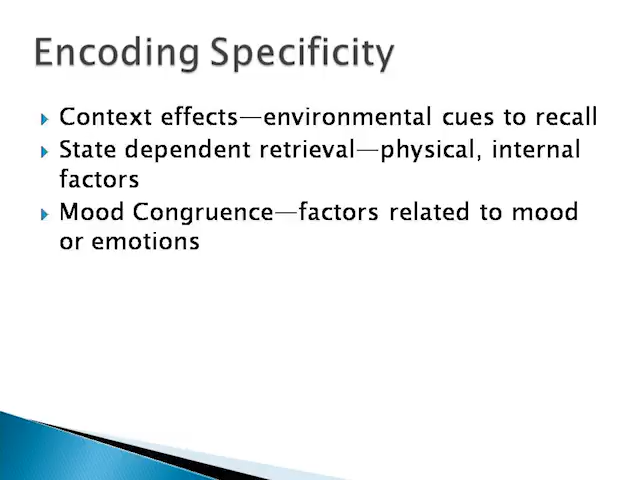 Encoding Specificity
Context effects—environmental cues to recall
State dependent retrieval—physical, internal
factors
Mood Congruence—factors related to mood
or emotions